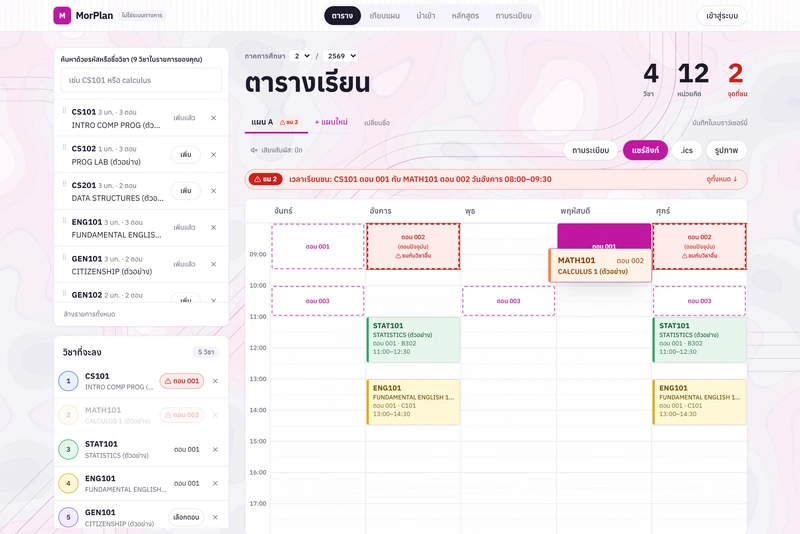 M MorPlan ไม่ใช่ระบบทางการ
ตาราง เทียบแผน นำเข้า หลักสูตร ถามระเบียบ
เข้าสู่ระบบ
ค้นหาด้วยรหัสหรือชื่อวิชา (9 วิชาในรายการของคุณ)
เช่น CS101 หรือ calculus
CS101 3 นก. · 3 ตอน
INTRO COMP PROG (ตัว...
เพิ่มแล้ว
CS102 1 นก. · 3 ตอน
PROG LAB (ตัวอย่าง)
เพิ่ม
CS201 3 นก. · 2 ตอน
DATA STRUCTURES (ตัวอ...
เพิ่ม
ENG101 3 นก. · 3 ตอน
FUNDAMENTAL ENGLIS...
เพิ่มแล้ว
GEN101 3 นก. · 2 ตอน
CITIZENSHIP (ตัวอย่าง)
เพิ่มแล้ว
GEN102 2 นก. · 2 ตอน
เพิ่ม
ล้างรายการทั้งหมด
วิชาที่จะลง 5 วิชา
1 CS101
INTRO COMP PROG (...
ตอน 001 ×
2 MATH101
CALCULUS 1 (ตัวอย่าง)
ตอน 002 ×
3 STAT101
STATISTICS (ตัวอย่าง)
ตอน 001 ×
4 ENG101
FUNDAMENTAL ENGLISH...
ตอน 001 ×
5 GEN101
CITIZENSHIP (ตัวอย่าง)
เลือกตอน ×
ภาคการศึกษา 2 / 2569
ตารางเรียน
4 12 2
วิชา หน่วยกิต จุดที่ชน
แผน A ชน 2 + แผนใหม่ เปลี่ยนชื่อ
บันทึกในเบราว์เซอร์นี้
เสียงสัมผัส: ปิด
ถามระเบียบ แชร์ลิงก์ .ics รูปภาพ
ชน 2 เวลาเรียนชน: CS101 ตอน 001 กับ MATH101 ตอน 002 วันอังคาร 08:00–09:30
ดูทั้งหมด ↓
จันทร์ อังคาร พุธ พฤหัสบดี ศุกร์
ตอน 001
ตอน 002
(ตอนปัจจุบัน)
ชนกับวิชาอื่น
ตอน 001
ตอน 002
(ตอนปัจจุบัน)
ชนกับวิชาอื่น
MATH101 ตอน 002
CALCULUS 1 (ตัวอย่าง)
09:00
10:00
ตอน 003
ตอน 003
ตอน 003
11:00
STAT101
STATISTICS (ตัวอย่าง)
ตอน 001 · B302
11:00–12:30
STAT101
STATISTICS (ตัวอย่าง)
ตอน 001 · B302
11:00–12:30
12:00
13:00
ENG101
FUNDAMENTAL ENGLISH 1...
ตอน 001 · C101
13:00–14:30
ENG101
FUNDAMENTAL ENGLISH 1...
ตอน 001 · C101
13:00–14:30
14:00
15:00
16:00
17:00